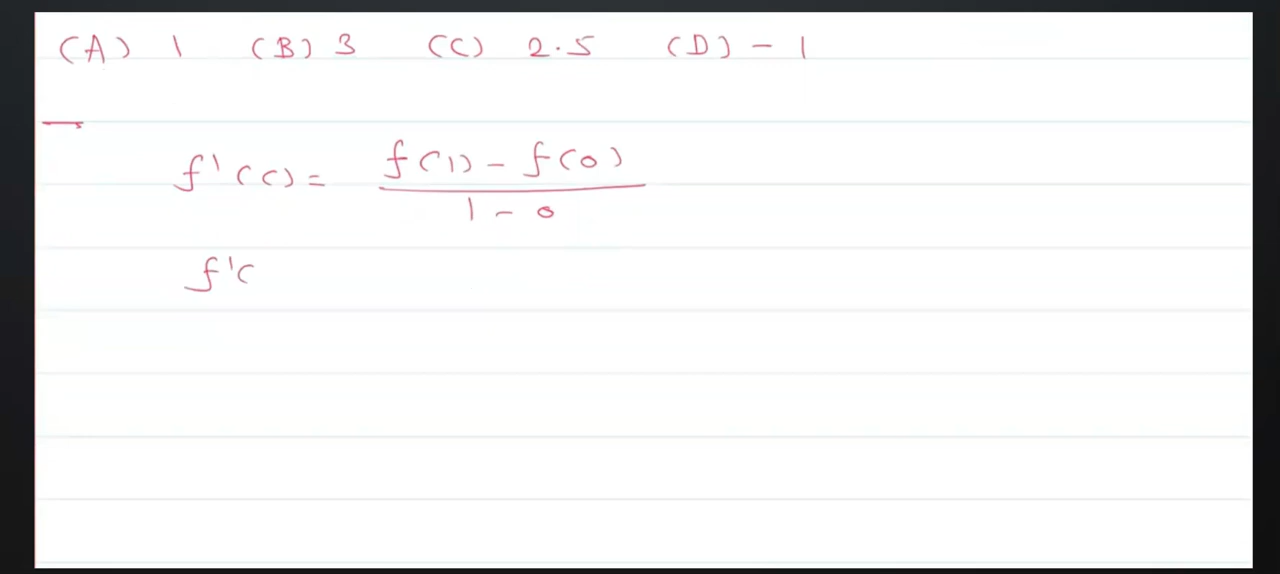 (A) 1 (B) 3 (C) 2.5 (D) - 1
f'(c) = f(1) - f(0)
1 - 0
f'c